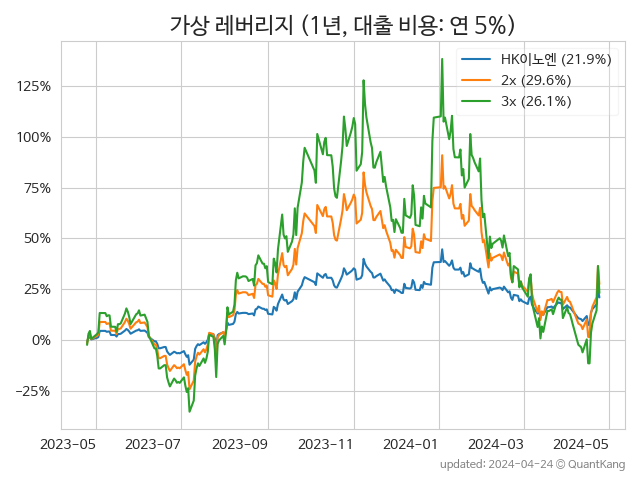 가상 레버리지 (1년, 대출 비용: 연 5%)
HK이노엔 (21.9%)
2x (29.6%)
3x (26.1%)
125%
100%
75%
50%
25%
0%
−25%
2023-05 2023-07 2023-09 2023-11 2024-01 2024-03 2024-05
updated: 2024-04-24 © QuantKang